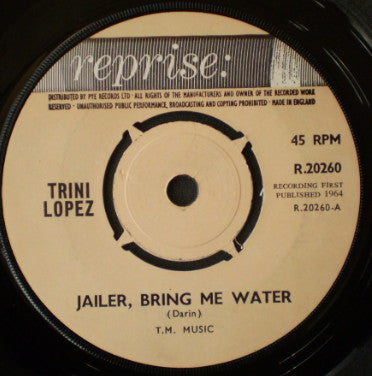 reprise:
DISTRIBUTED BY PYE RECORDS LTD · ALL RIGHTS OF THE MANUFACTURERS AND OWNER OF THE RECORDED WORK
RESERVED · UNAUTHORISED PUBLIC PERFORMANCE, BROADCASTING AND COPYING PROHIBITED · MADE IN ENGLAND
45 RPM
R.20260
TRINI
LOPEZ
RECORDING FIRST
PUBLISHED 1964
R.20260-A
JAILER, BRING ME WATER
(Darin)
T.M. MUSIC